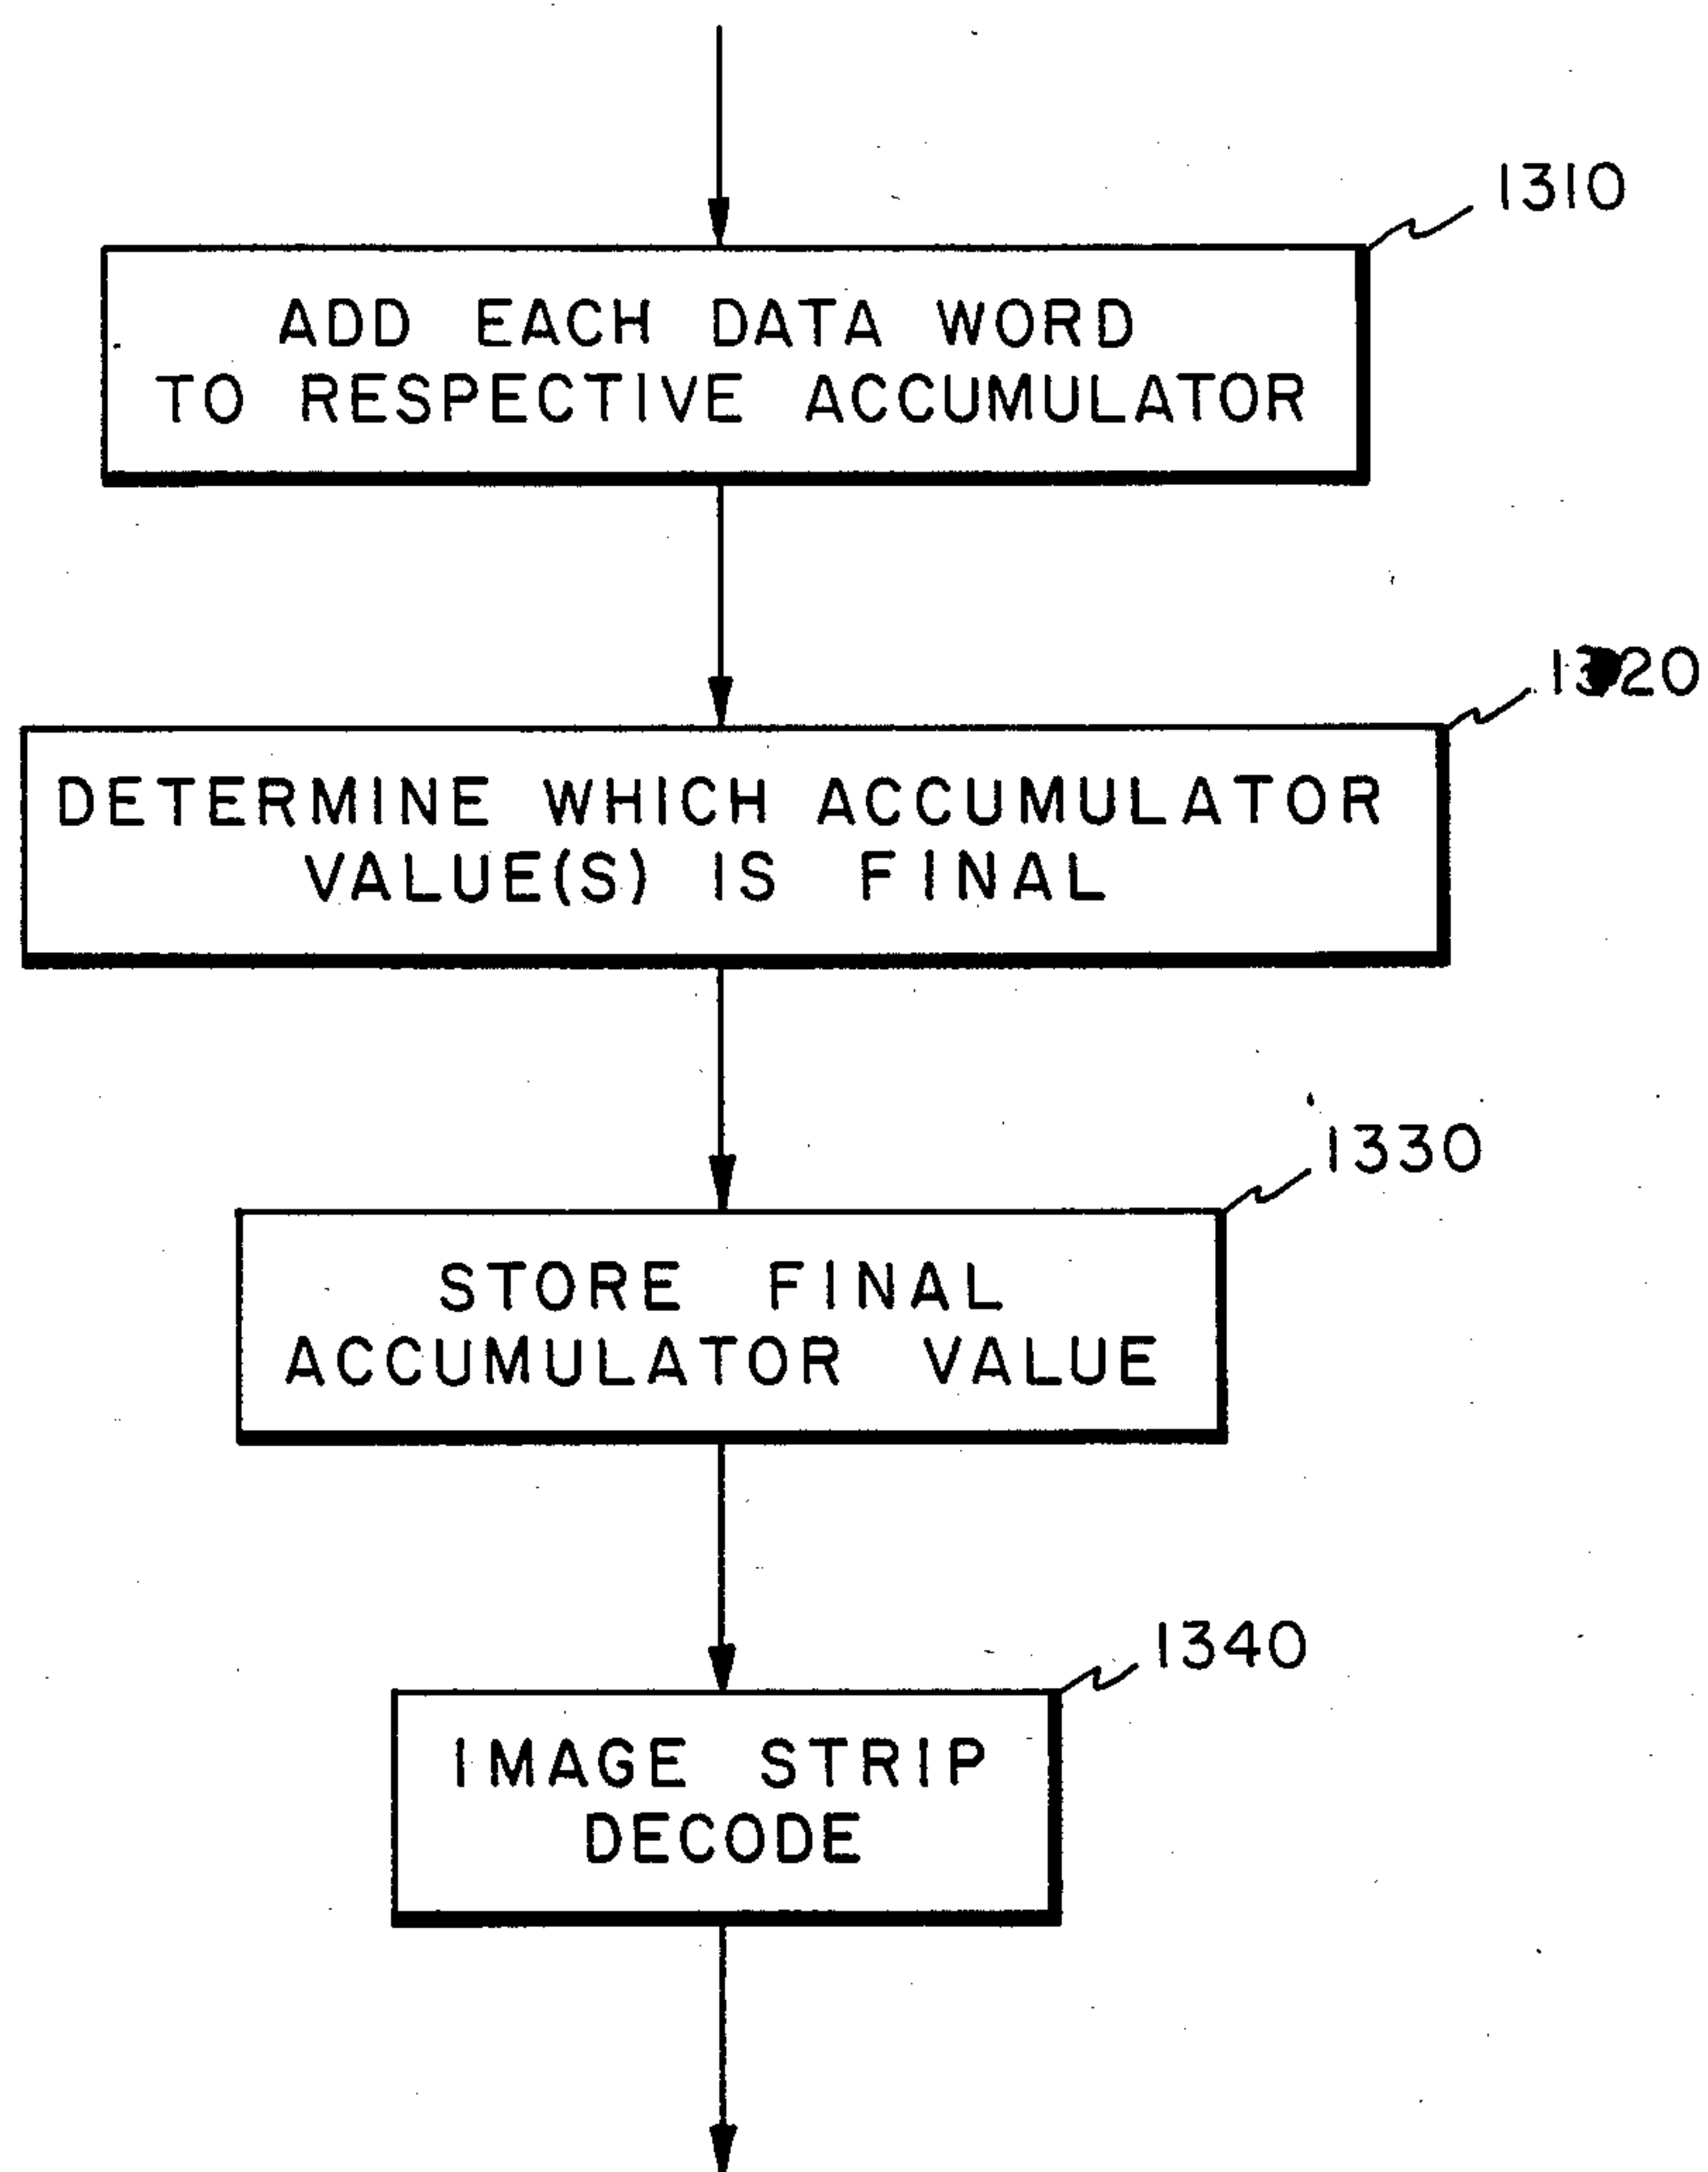 1310
ADD EACH DATA WORD
TO RESPECTIVE ACCUMULATOR
1320
DETERMINE WHICH ACCUMULATOR
VALUE(S) IS FINAL
1330
STORE FINAL
ACCUMULATOR VALUE
1340
IMAGE STRIP
DECODE